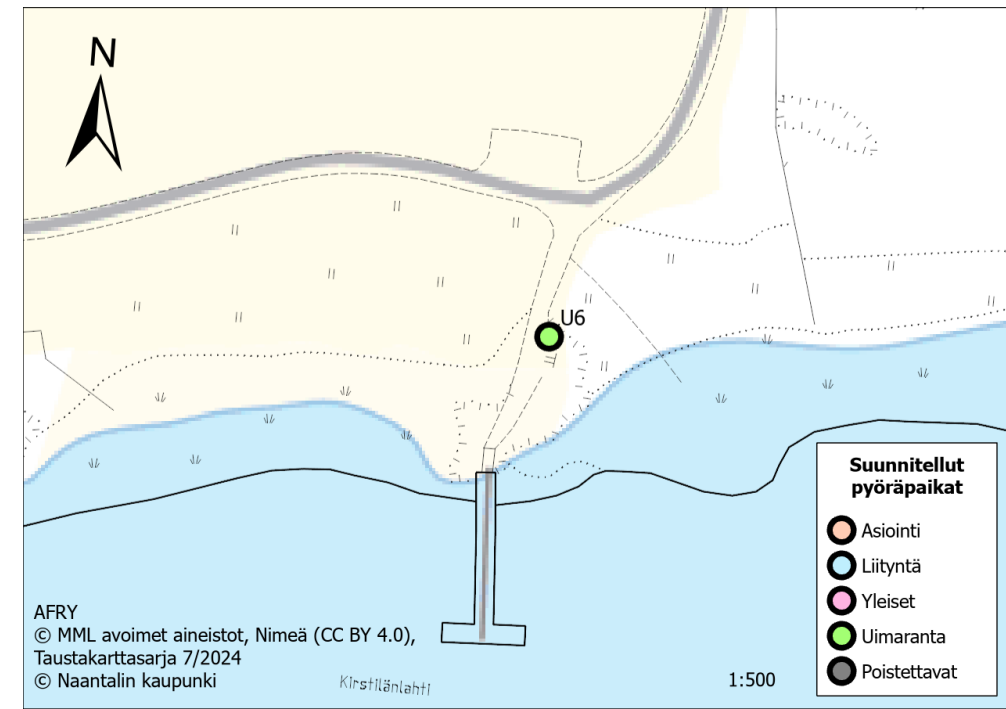 N
U6
Suunnitellut
pyöräpaikat
Asiointi
Liityntä
Yleiset
Uimaranta
Poistettavat
AFRY
© MML avoimet aineistot, Nimeä (CC BY 4.0),
Taustakarttasarja 7/2024
© Naantalin kaupunki
Kirstilänlahti
1:500